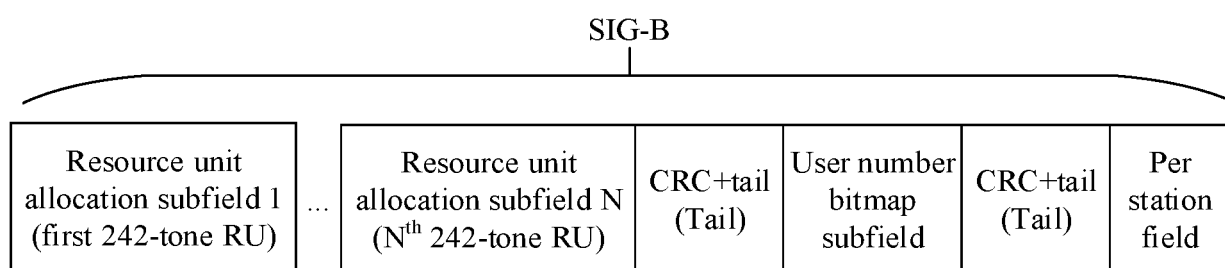 SIG-B
Resource unit
allocation subfield 1
(first 242-tone RU)
...
Resource unit
allocation subfield N
(Nth 242-tone RU)
CRC+tail
(Tail)
User number
bitmap
subfield
CRC+tail
(Tail)
Per
station
field